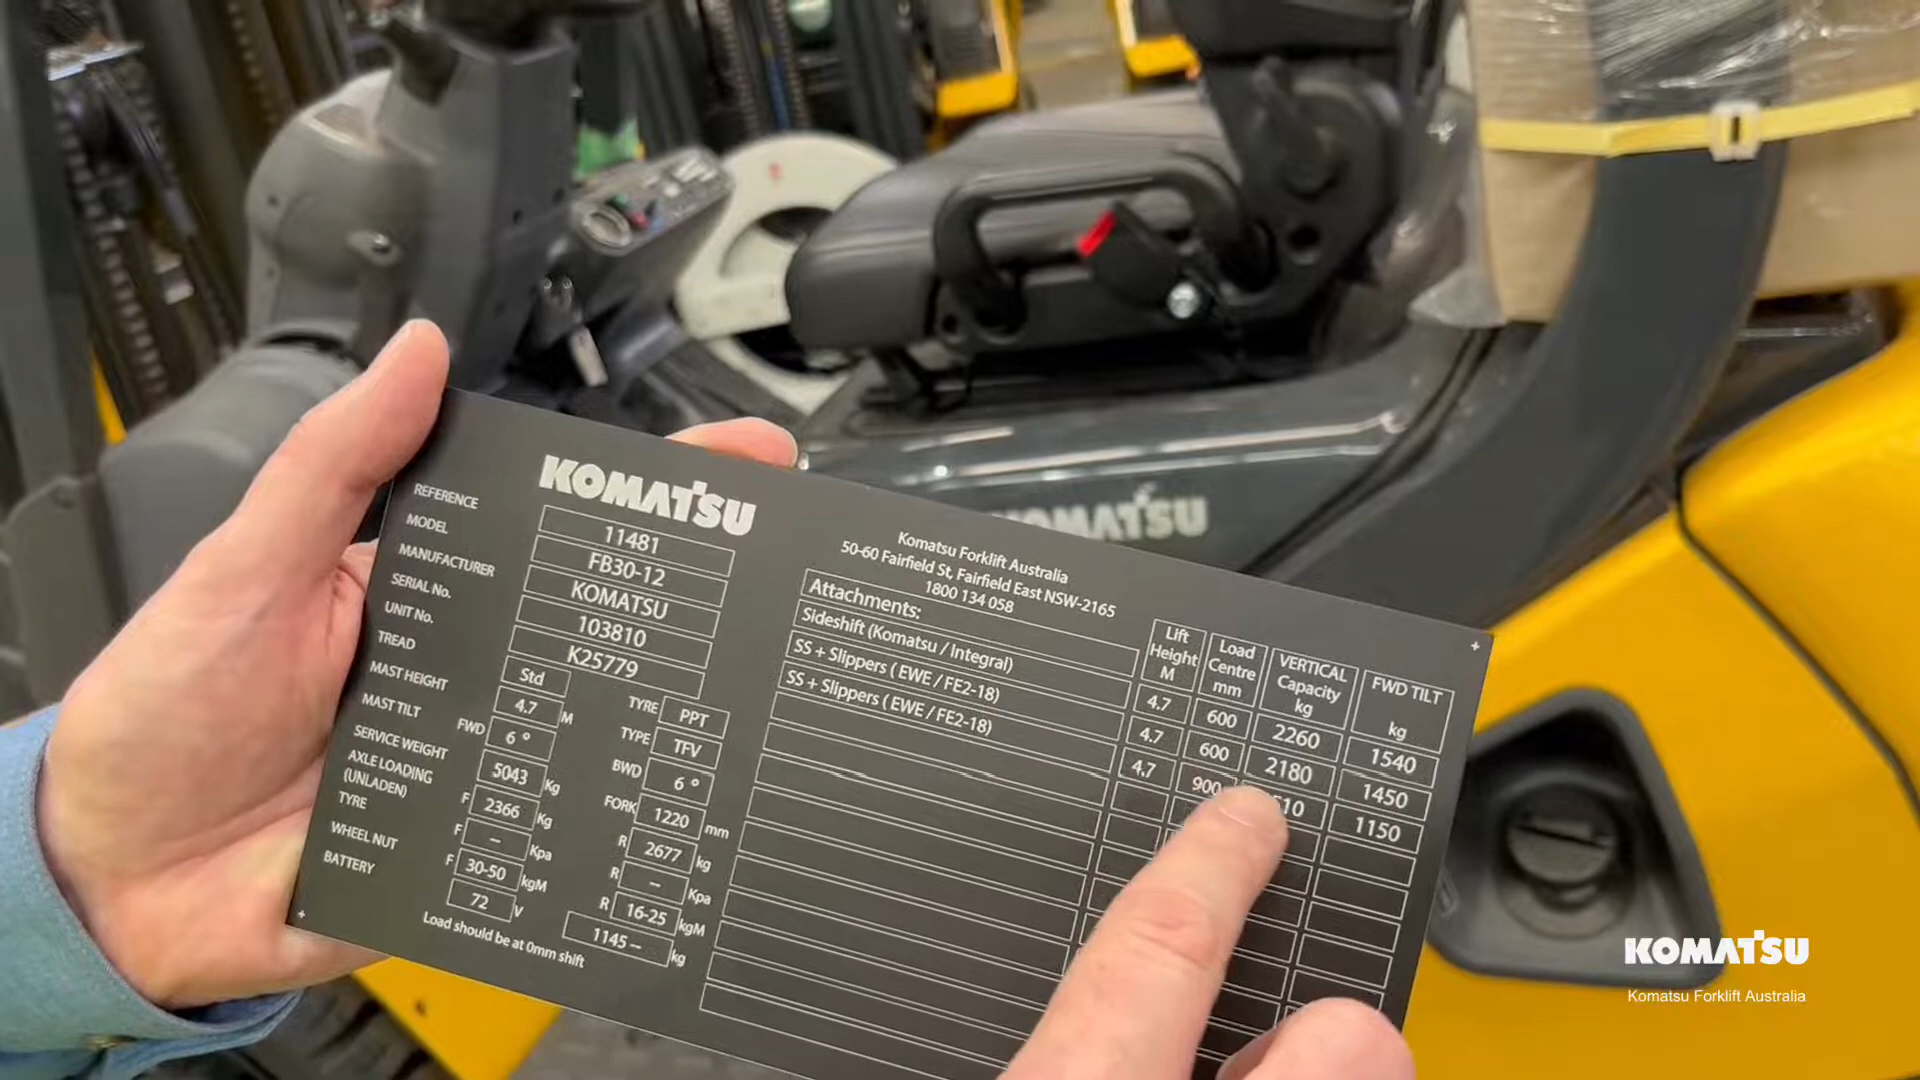 KOMATSU
REFERENCE 11481
MODEL FB30-12
MANUFACTURER KOMATSU
SERIAL No. 103810
UNIT No. K25779
TREAD Std TYRE PPT
MAST HEIGHT 4.7 M TYPE TFV
MAST TILT FWD 6° BWD 6°
SERVICE WEIGHT 5043 Kg FORK 1220 mm
AXLE LOADING (UNLADEN) F 2366 Kg R 2677 kg
TYRE F – Kpa R – Kpa
WHEEL NUT F 30-50 kgM R 16-25 kgM
BATTERY 72 V 1145 – kg
Load should be at 0mm shift
Komatsu Forklift Australia
50-60 Fairfield St, Fairfield East NSW-2165
1800 134 058
Attachments: Lift Height M Load Centre mm VERTICAL Capacity kg FWD TILT kg
Sideshift (Komatsu / Integral) 4.7 600 2260 1540
SS + Slippers ( EWE / FE2-18) 4.7 600 2180 1450
SS + Slippers ( EWE / FE2-18) 4.7 900 10 1150
KOMATSU
KOMATSU
Komatsu Forklift Australia